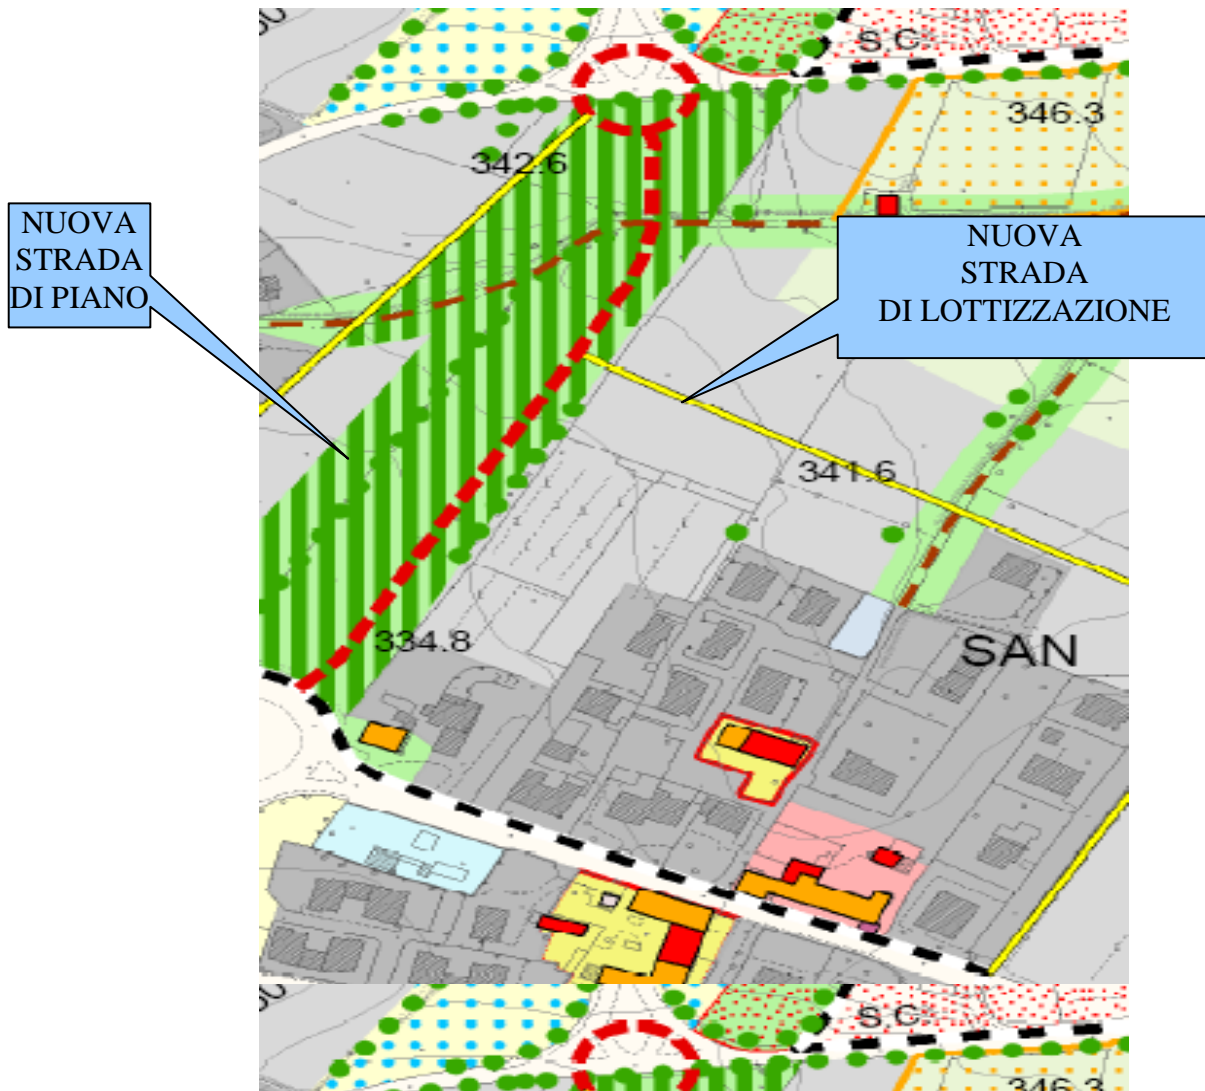 S.C.
346.3
342.6
NUOVA
STRADA
DI PIANO
NUOVA
STRADA
DI LOTTIZZAZIONE
341.6
334.8
SAN
S.C.
346.3